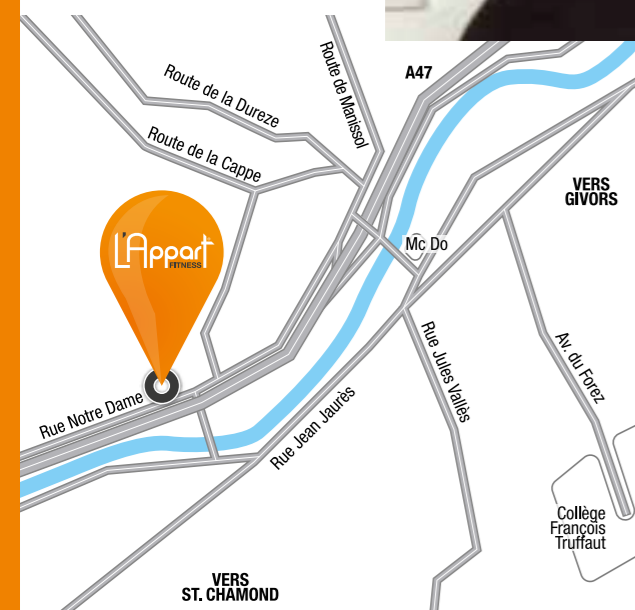 A47
Route de Manissol
Route de la Dureze
Route de la Cappe
VERS
GIVORS
L'Appart
FITNESS
Mc Do
Rue Notre Dame
Rue Jean Jaurès
Rue Jules Vallès
Av. du Forez
Collège
François
Truffaut
VERS
ST. CHAMOND